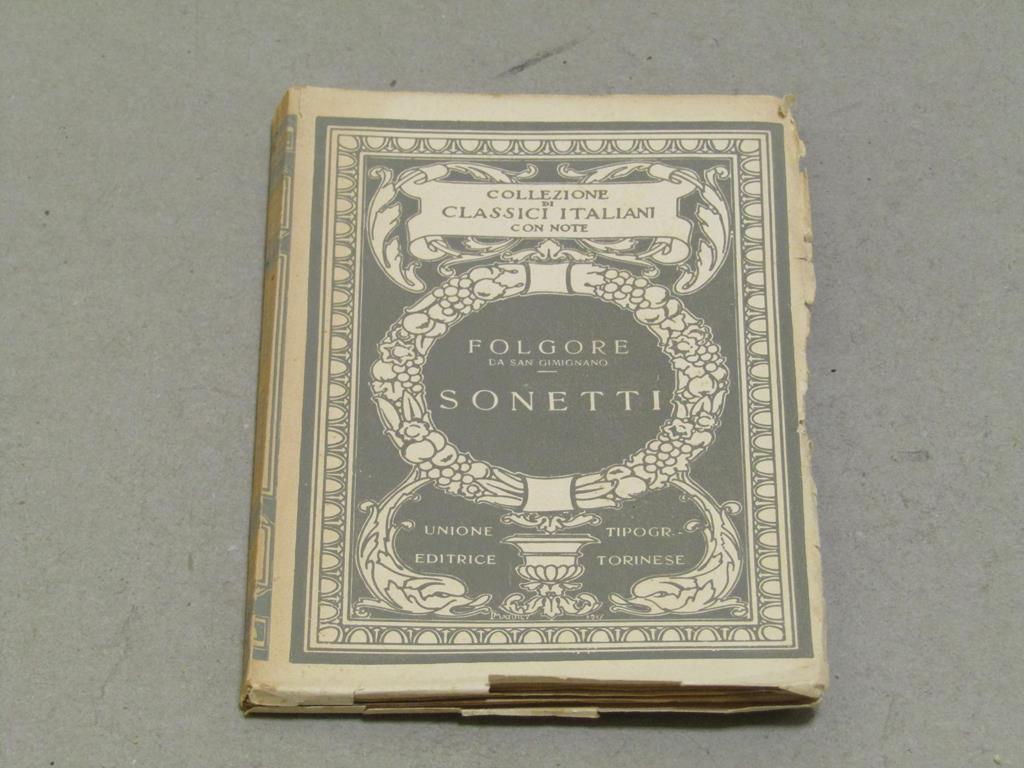 COLLEZIONE
DI
CLASSICI ITALIANI
CON NOTE
FOLGORE
DA SAN GIMIGNANO
SONETTI
UNIONE TIPOGR.
EDITRICE TORINESE